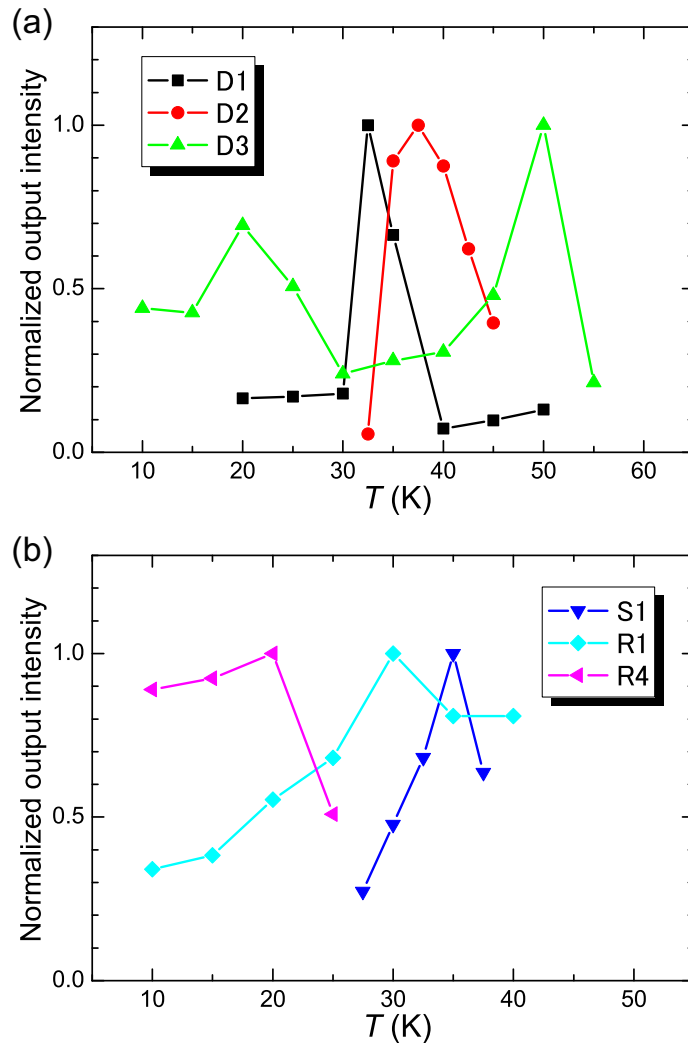 (a)
D1
D2
D3
Normalized output intensity
1.0
0.5
0.0
10 20 30 40 50 60
T (K)
(b)
S1
R1
R4
Normalized output intensity
1.0
0.5
0.0
10 20 30 40 50
T (K)